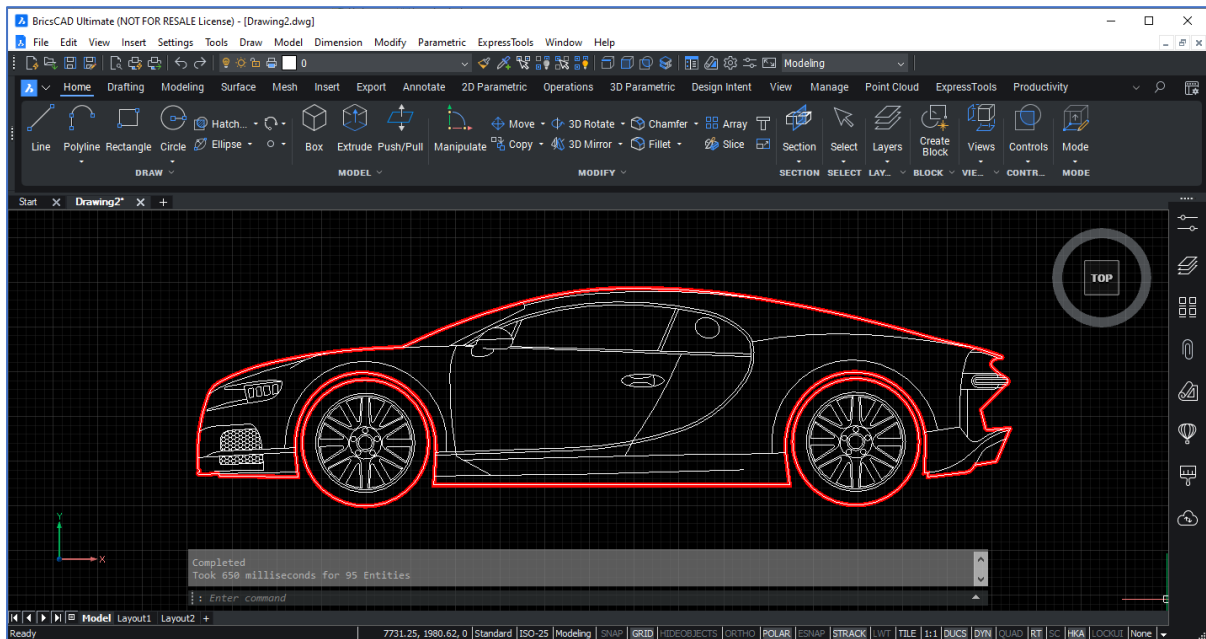 BricsCAD Ultimate (NOT FOR RESALE License) - [Drawing2.dwg]
File Edit View Insert Settings Tools Draw Model Dimension Modify Parametric ExpressTools Window Help
0 Modeling
Home Drafting Modeling Surface Mesh Insert Export Annotate 2D Parametric Operations 3D Parametric Design Intent View Manage Point Cloud ExpressTools Productivity
Hatch... Move 3D Rotate Chamfer Array
Line Polyline Rectangle Circle Ellipse Box Extrude Push/Pull Manipulate Copy 3D Mirror Fillet Slice Section Select Layers Create Block Views Controls Mode
DRAW MODEL MODIFY SECTION SELECT LAY... BLOCK VIE... CONTR... MODE
Start Drawing2* +
TOP
Y
X
Completed
Took 650 milliseconds for 95 Entities
: Enter command
Model Layout1 Layout2 +
Ready 7731.25, 1980.62, 0 Standard ISO-25 Modeling SNAP GRID HIDEOBJECTS ORTHO POLAR ESNAP STRACK LWT TILE 1:1 DUCS DYN QUAD RT SC HKA LOCKUI None